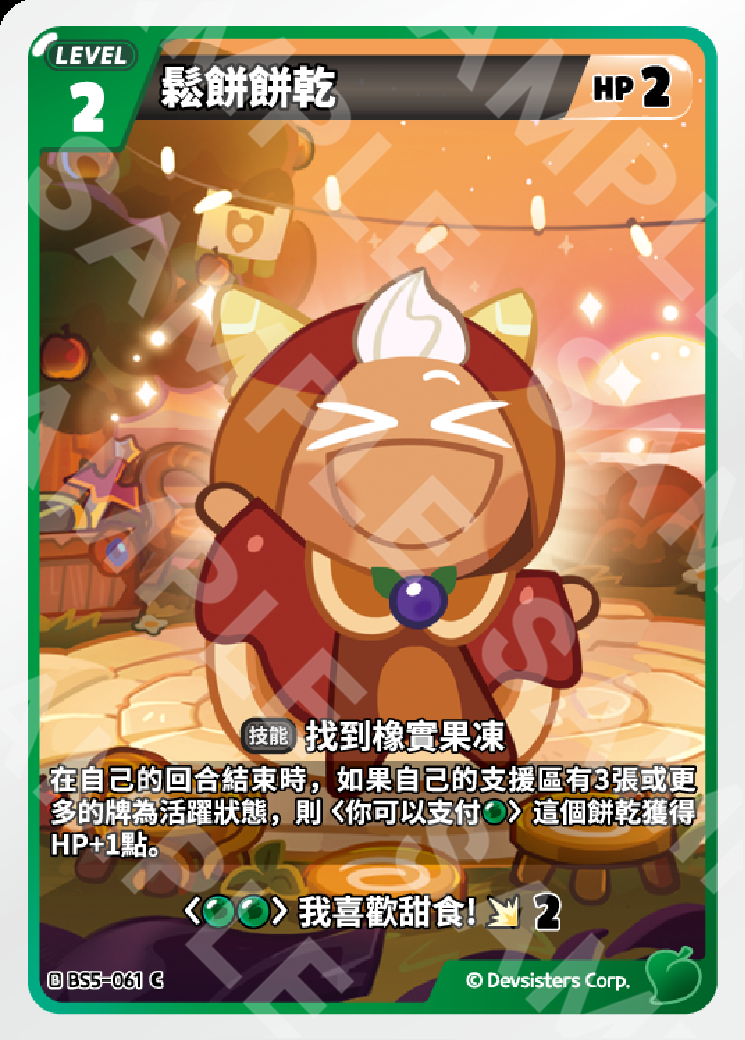 LEVEL
2
鬆餅餅乾
HP 2
技能 找到橡實果凍
在自己的回合結束時，如果自己的支援區有3張或更
多的牌為活躍狀態，則〈你可以支付〉這個餅乾獲得
HP+1點。
〈〉我喜歡甜食! 2
B BS5-061 C
© Devsisters Corp.
SAMPLE SAMPLE SAMPLE